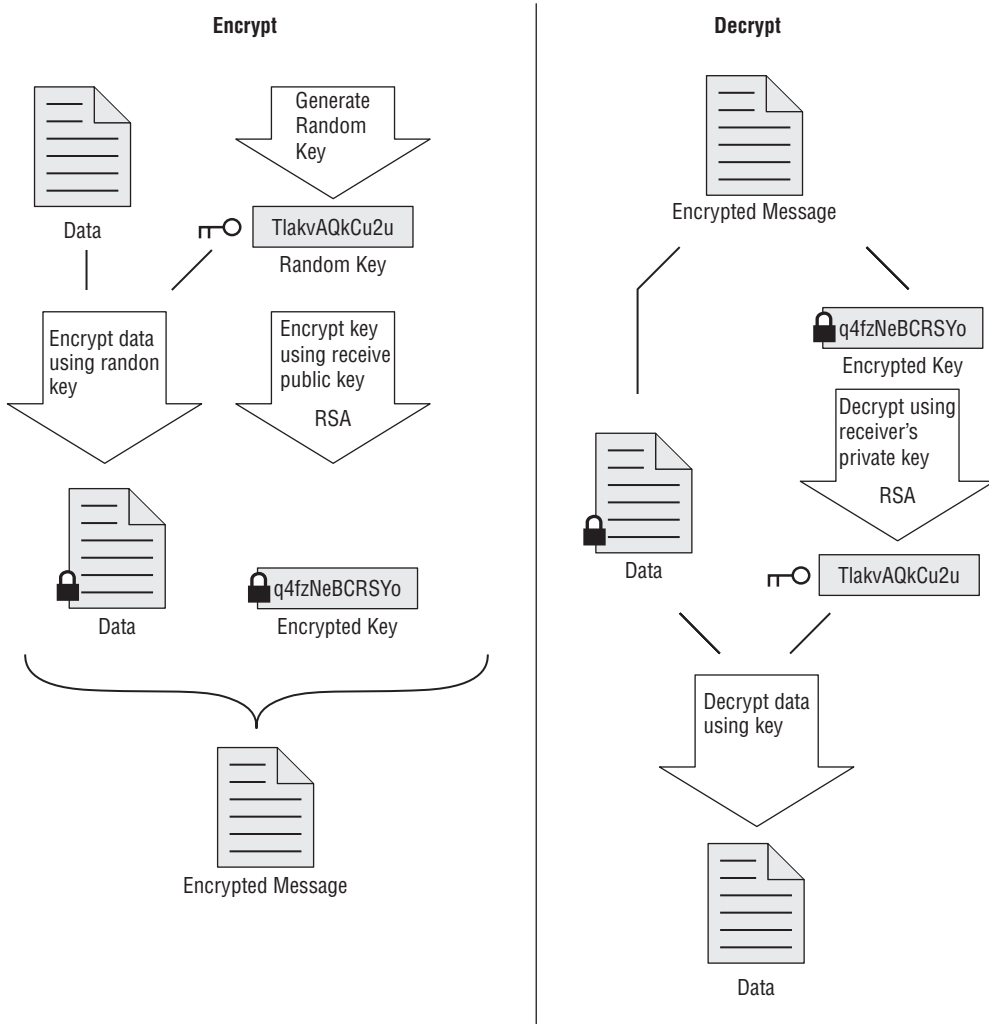 Encrypt
Generate
Random
Key
Data
TlakvAQkCu2u
Random Key
Encrypt data
using randon
key
Encrypt key
using receive
public key
RSA
Data
q4fzNeBCRSYo
Encrypted Key
Encrypted Message
Decrypt
Encrypted Message
q4fzNeBCRSYo
Encrypted Key
Decrypt using
receiver's
private key
RSA
Data
TlakvAQkCu2u
Decrypt data
using key
Data